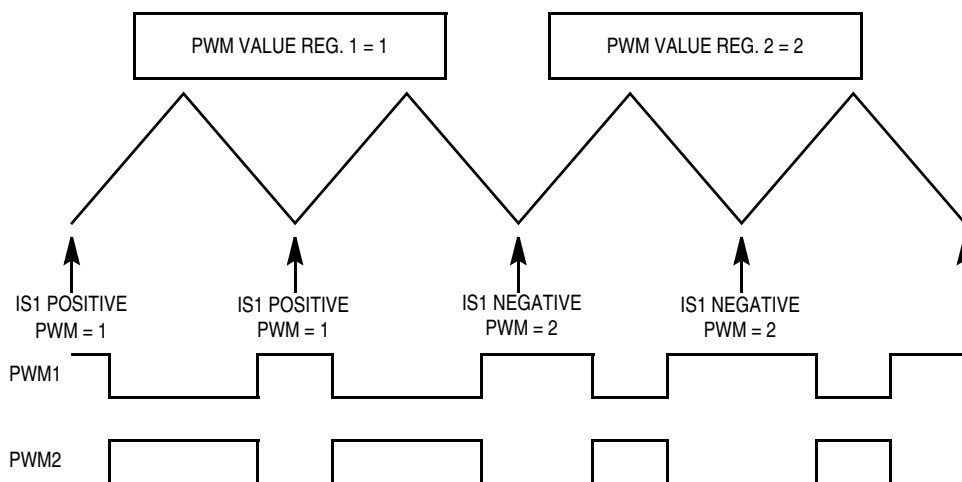 PWM VALUE REG. 1 = 1
PWM VALUE REG. 2 = 2
IS1 POSITIVE
PWM = 1
IS1 POSITIVE
PWM = 1
IS1 NEGATIVE
PWM = 2
IS1 NEGATIVE
PWM = 2
PWM1
PWM2